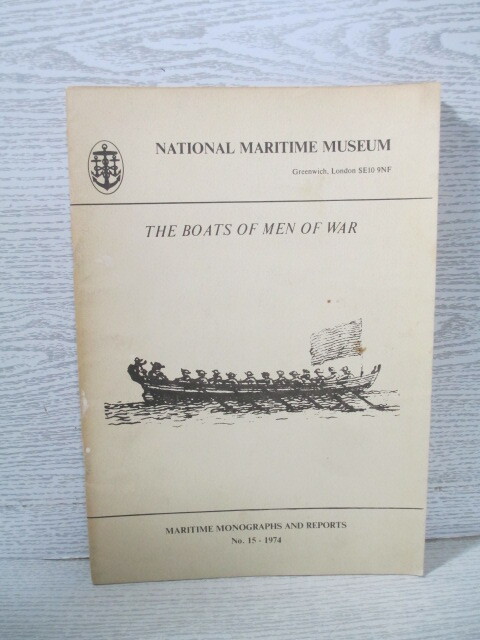 NATIONAL MARITIME MUSEUM
Greenwich, London SE10 9NF
THE BOATS OF MEN OF WAR
MARITIME MONOGRAPHS AND REPORTS
No. 15 - 1974